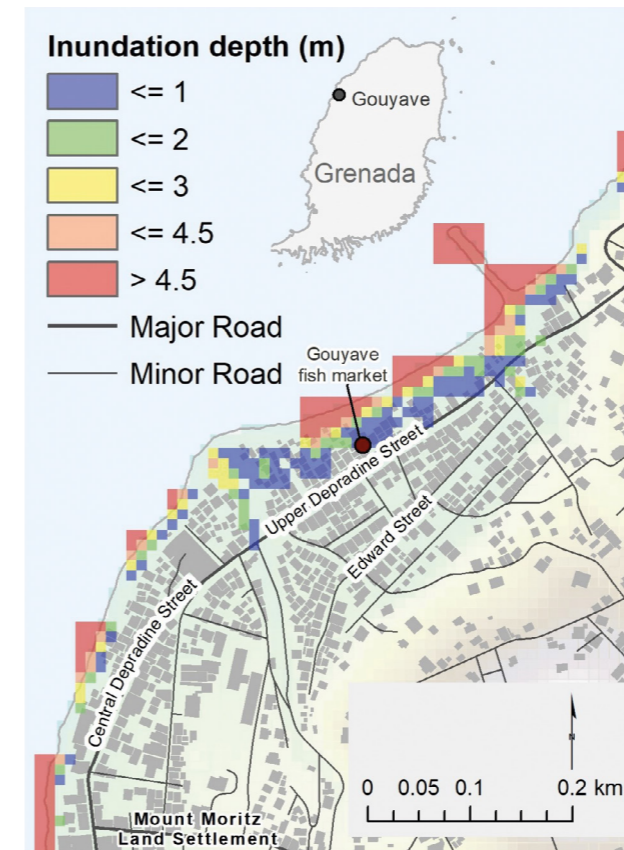 Inundation depth (m)
<= 1
<= 2
<= 3
<= 4.5
> 4.5
Major Road
Minor Road
Gouyave
Grenada
Gouyave
fish market
Upper Depradine Street
Edward Street
Central Depradine Street
Mount Moritz
Land Settlement
N
0 0.05 0.1 0.2 km